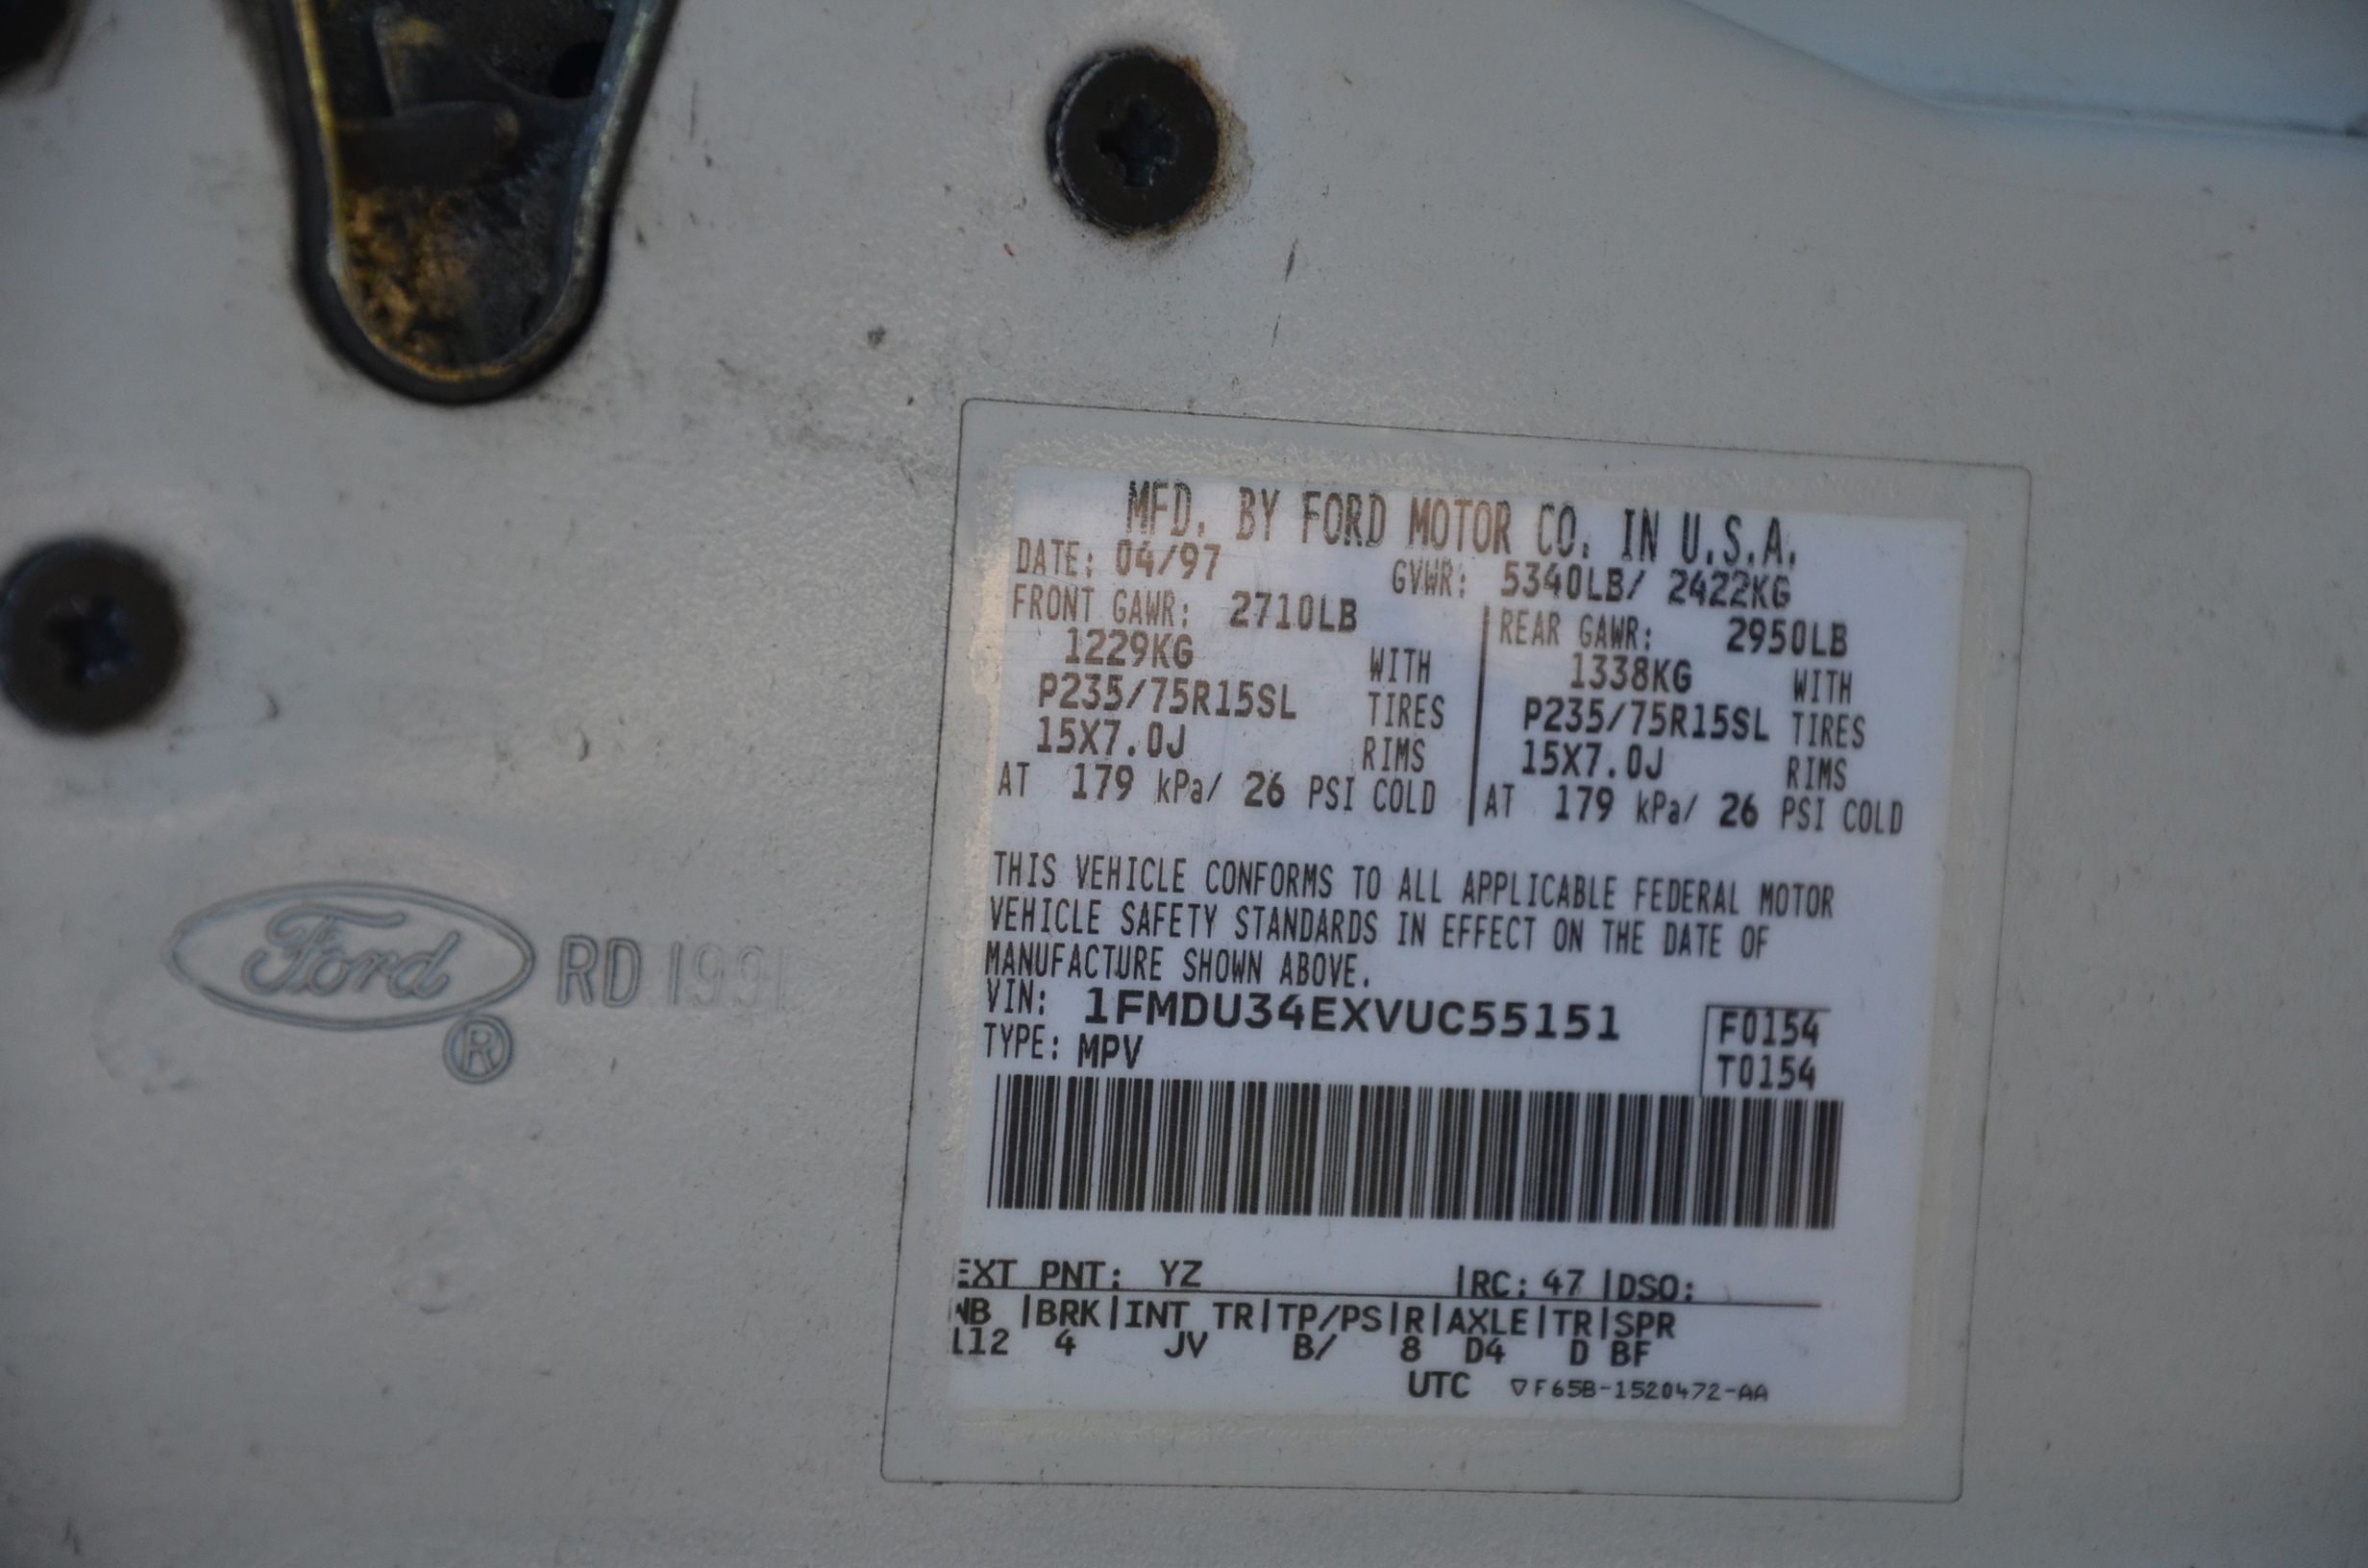 MFD. BY FORD MOTOR CO. IN U.S.A.
DATE: 04/97 GVWR: 5340LB/ 2422KG
FRONT GAWR: 2710LB REAR GAWR: 2950LB
1229KG WITH 1338KG WITH
P235/75R15SL TIRES P235/75R15SL TIRES
15X7.0J RIMS 15X7.0J RIMS
AT 179 kPa/ 26 PSI COLD AT 179 kPa/ 26 PSI COLD
THIS VEHICLE CONFORMS TO ALL APPLICABLE FEDERAL MOTOR
VEHICLE SAFETY STANDARDS IN EFFECT ON THE DATE OF
MANUFACTURE SHOWN ABOVE.
VIN: 1FMDU34EXVUC55151 F0154
TYPE: MPV T0154
EXT PNT: YZ |RC: 47 |DSO:
WB |BRK|INT TR|TP/PS|R|AXLE|TR|SPR
112 4 JV B/ 8 D4 D BF
UTC ▽F65B-1520472-AA
Ford RD 1991
®